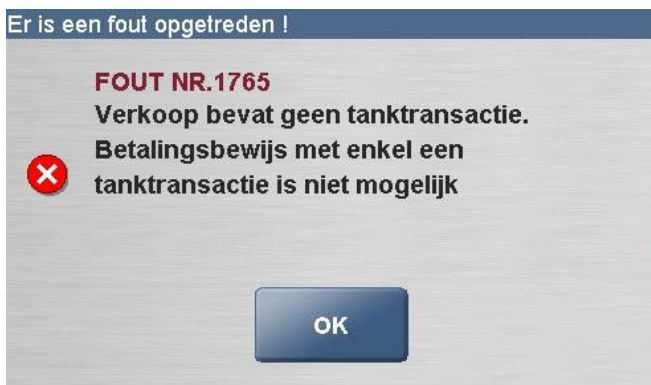 Er is een fout opgetreden !
FOUT NR.1765
Verkoop bevat geen tanktransactie.
Betalingsbewijs met enkel een
tanktransactie is niet mogelijk
OK